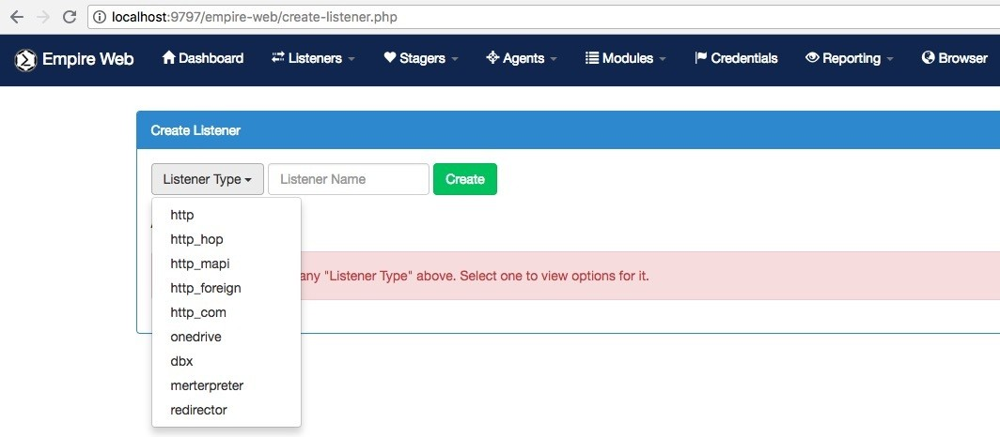 localhost:9797/empire-web/create-listener.php
Empire Web Dashboard Listeners Stagers Agents Modules Credentials Reporting Browser
Create Listener
Listener Type Listener Name Create
http
http_hop
http_mapi
any "Listener Type" above. Select one to view options for it.
http_foreign
http_com
onedrive
dbx
merterpreter
redirector